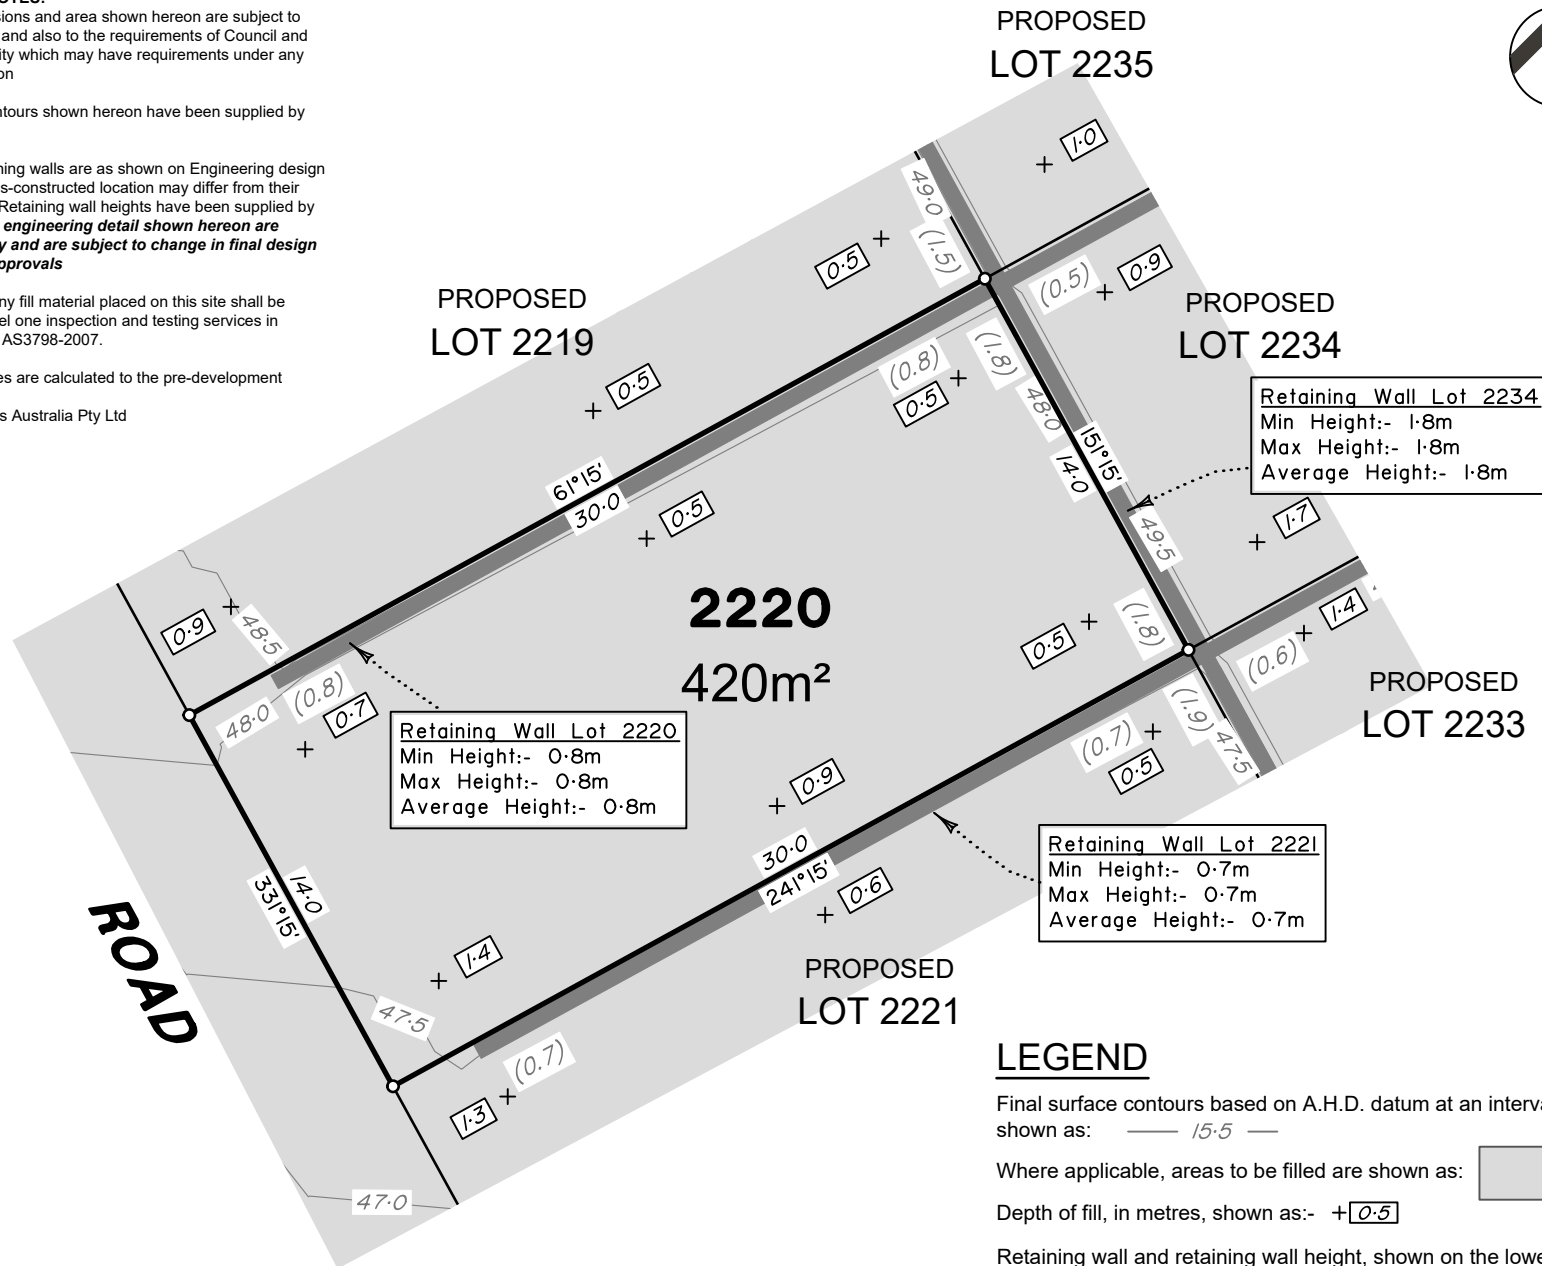 sions and area shown hereon are subject to
and also to the requirements of Council and
ity which may have requirements under any
on
ntours shown hereon have been supplied by
ning walls are as shown on Engineering design
s-constructed location may differ from their
Retaining wall heights have been supplied by
engineering detail shown hereon are
y and are subject to change in final design
pprovals
ny fill material placed on this site shall be
el one inspection and testing services in
AS3798-2007.
es are calculated to the pre-development
s Australia Pty Ltd
PROPOSED
LOT 2235
1·0
49·0
(1·5)
0·5
(0·5)
0·9
PROPOSED
LOT 2219
PROPOSED
LOT 2234
0·5
(0·8)
0·5
(1·8)
48·0
151°15'
14·0
Retaining Wall Lot 2234
Min Height:- 1·8m
Max Height:- 1·8m
Average Height:- 1·8m
61°15'
30·0
0·5
49·5
1·7
0·9
48·5
2220
420m²
0·5
(1·8)
1·4
(0·6)
48·0
(0·8)
0·7
Retaining Wall Lot 2220
Min Height:- 0·8m
Max Height:- 0·8m
Average Height:- 0·8m
PROPOSED
LOT 2233
(1·9)
47·5
(0·7)
0·5
0·9
30·0
241°15'
0·6
Retaining Wall Lot 2221
Min Height:- 0·7m
Max Height:- 0·7m
Average Height:- 0·7m
14·0
331°15'
ROAD
1·4
47·5
PROPOSED
LOT 2221
(0·7)
1·3
47·0
LEGEND
Final surface contours based on A.H.D. datum at an interva
shown as: 15·5
Where applicable, areas to be filled are shown as:
Depth of fill, in metres, shown as:- + 0·5
Retaining wall and retaining wall height, shown on the lowe